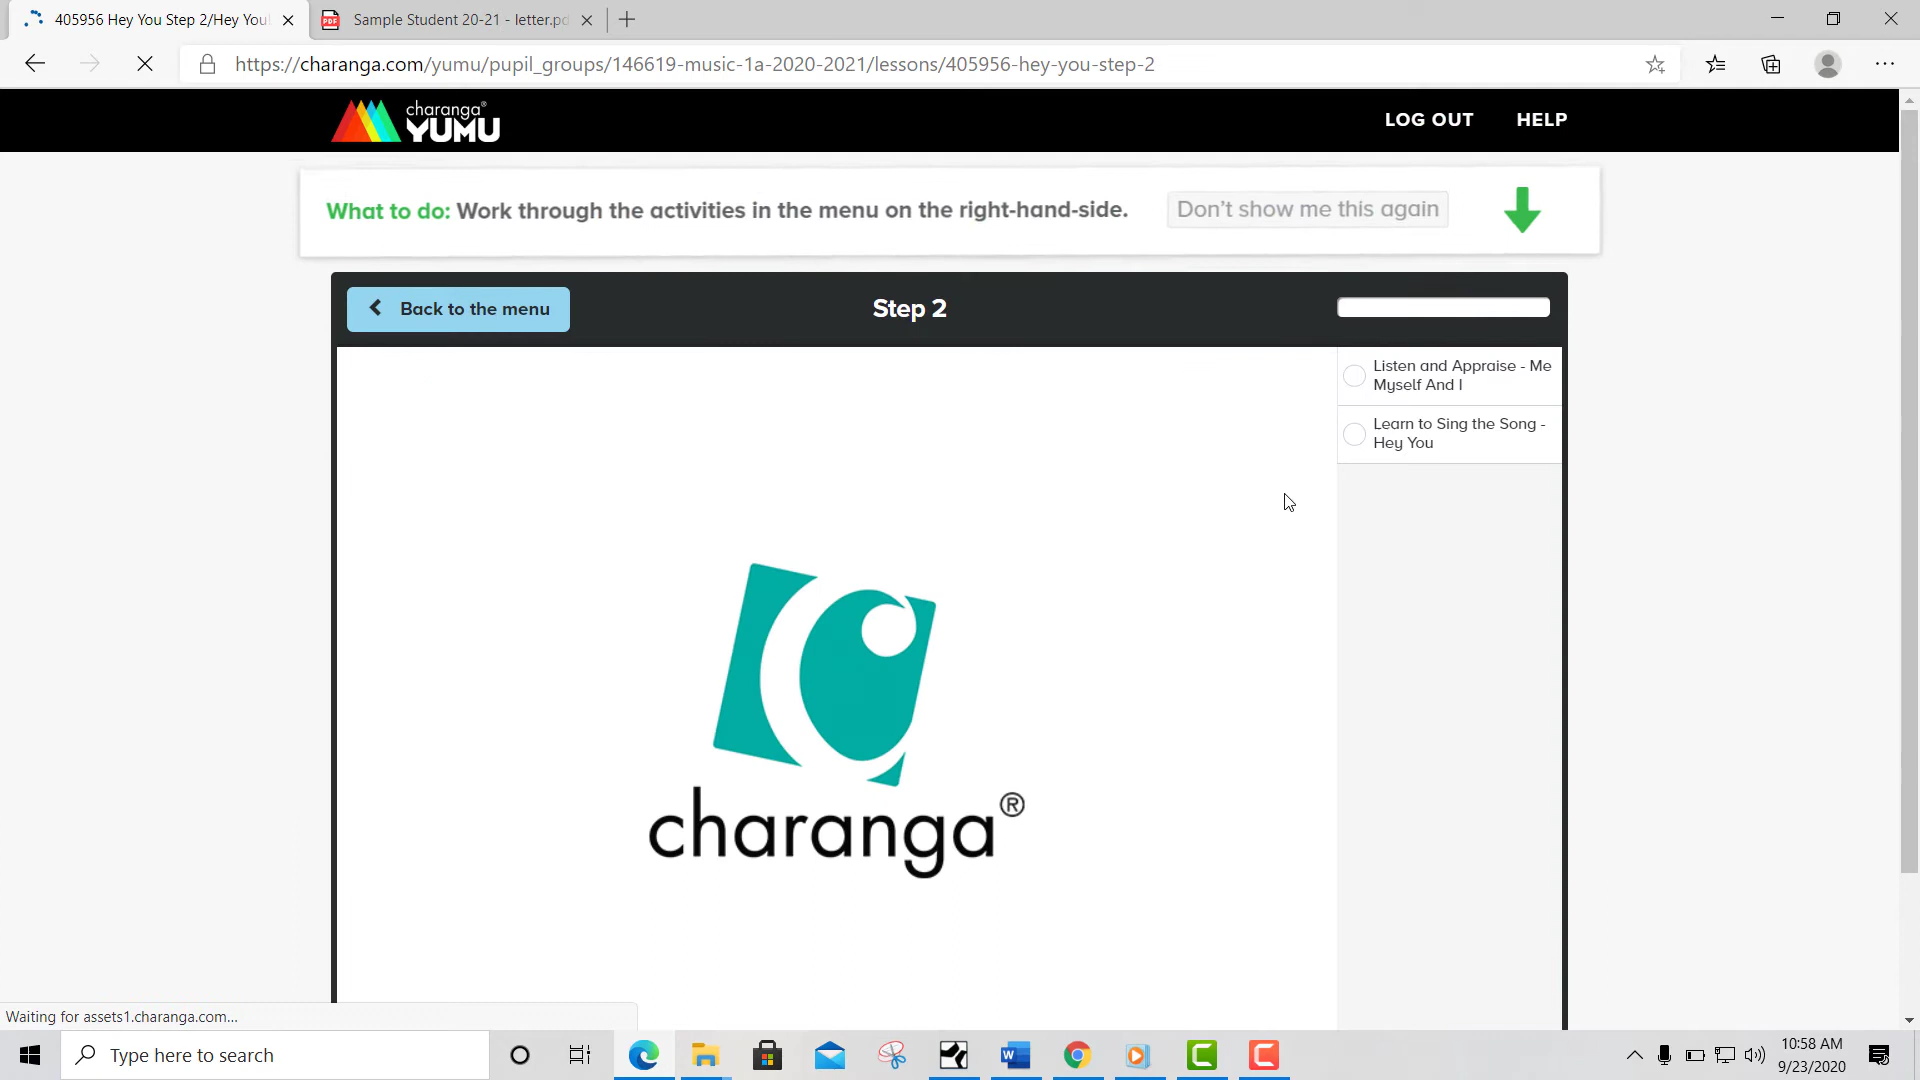 405956 Hey You Step 2/Hey You!
Sample Student 20-21 - letter.pd
https://charanga.com/yumu/pupil_groups/146619-music-1a-2020-2021/lessons/405956-hey-you-step-2
charanga®
YUMU
LOG OUT
HELP
What to do: Work through the activities in the menu on the right-hand-side.
Don't show me this again
Back to the menu
Step 2
Listen and Appraise - Me
Myself And I
Learn to Sing the Song -
Hey You
charanga®
Waiting for assets1.charanga.com...
Type here to search
10:58 AM
9/23/2020